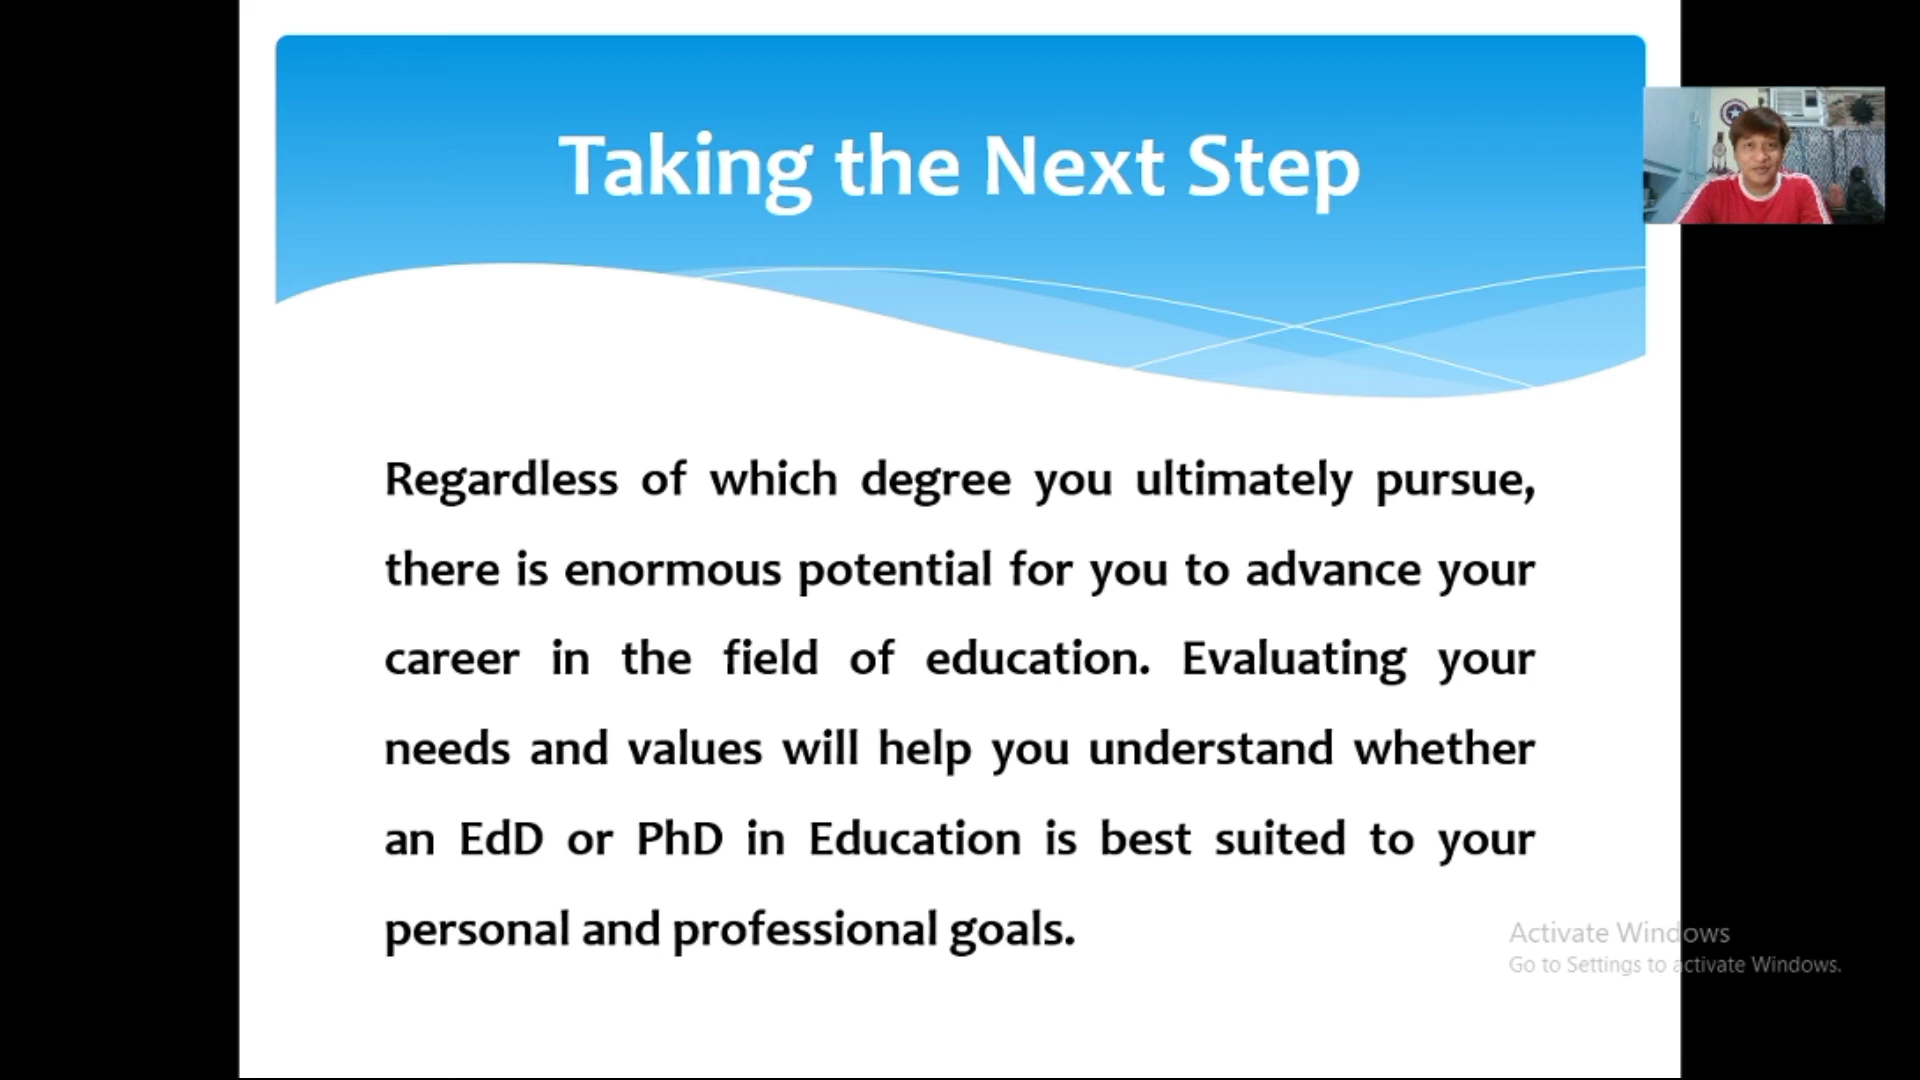 Taking the Next Step
Regardless of which degree you ultimately pursue,
there is enormous potential for you to advance your
career in the field of education. Evaluating your
needs and values will help you understand whether
an EdD or PhD in Education is best suited to your
personal and professional goals.
Activate Windows
Go to Settings to activate Windows.